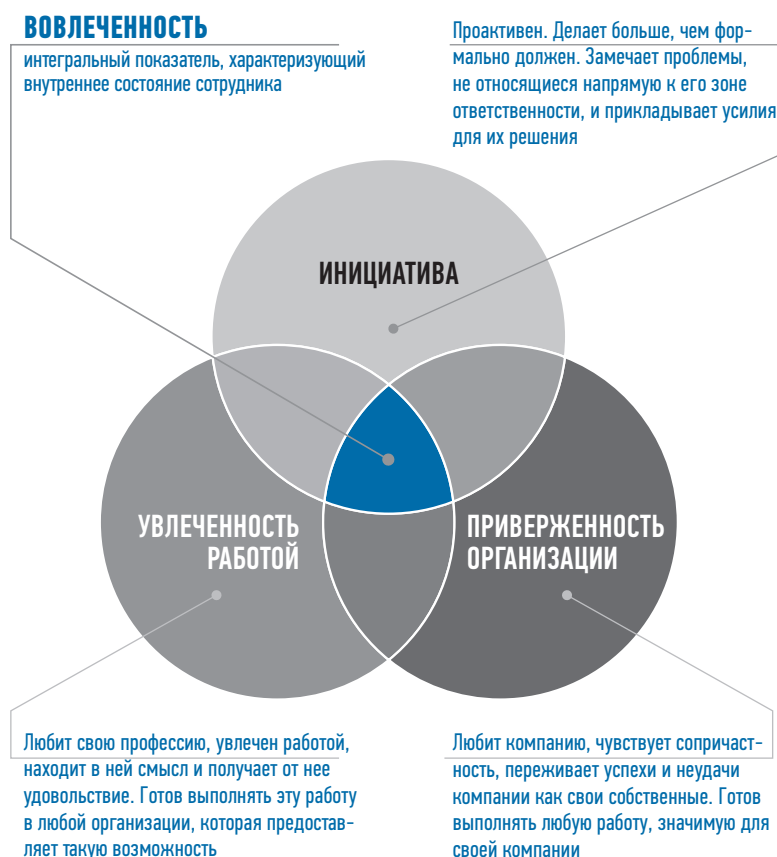 ВОВЛЕЧЕННОСТЬ
интегральный показатель, характеризующий
внутреннее состояние сотрудника
Проактивен. Делает больше, чем фор-
мально должен. Замечает проблемы,
не относящиеся напрямую к его зоне
ответственности, и прикладывает усилия
для их решения
ИНИЦИАТИВА
УВЛЕЧЕННОСТЬ
РАБОТОЙ
ПРИВЕРЖЕННОСТЬ
ОРГАНИЗАЦИИ
Любит свою профессию, увлечен работой,
находит в ней смысл и получает от нее
удовольствие. Готов выполнять эту работу
в любой организации, которая предостав-
ляет такую возможность
Любит компанию, чувствует сопричаст-
ность, переживает успехи и неудачи
компании как свои собственные. Готов
выполнять любую работу, значимую для
своей компании